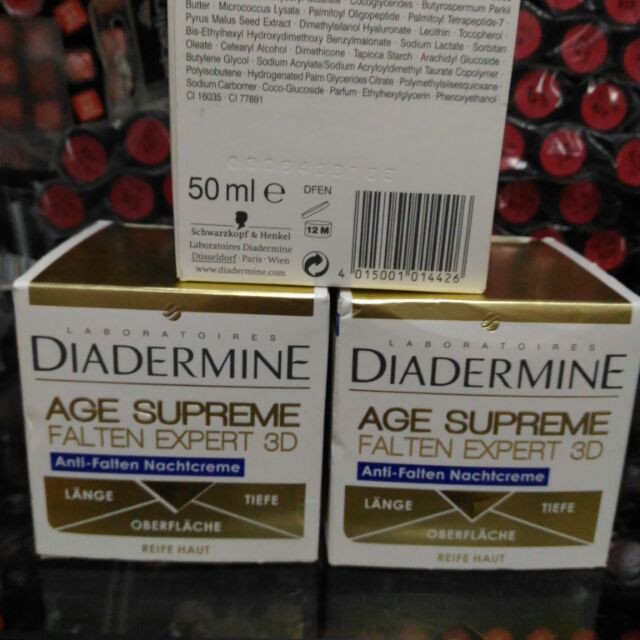 Cocoglycerides · Butyrospermum Parkii
Butter · Micrococcus Lysate · Palmitoyl Oligopeptide · Palmitoyl Tetrapeptide-7
Pyrus Malus Seed Extract · Dimethylsilanol Hyaluronate · Lecithin · Tocopherol
Bis-Ethylhexyl Hydroxydimethoxy Benzylmalonate · Sodium Lactate · Sorbitan
Oleate · Cetearyl Alcohol · Dimethicone · Tapioca Starch · Arachidyl Glucoside
Butylene Glycol · Sodium Acrylate/Sodium Acryloyldimethyl Taurate Copolymer
Polyisobutene · Hydrogenated Palm Glycerides Citrate · Polymethylsilsesquioxane
Sodium Carbomer · Coco-Glucoside · Parfum · Ethylhexylglycerin · Phenoxyethanol
CI 16035 · CI 77891
50 ml e
DFEN
12 M
Schwarzkopf & Henkel
Laboratoires Diadermine
Düsseldorf · Paris · Wien
www.diadermine.com
4 015001 014426
LABORATOIRES
DIADERMINE
AGE SUPREME
FALTEN EXPERT 3D
Anti-Falten Nachtcreme
LÄNGE
TIEFE
OBERFLÄCHE
REIFE HAUT
LABORATOIRES
DIADERMINE
AGE SUPREME
FALTEN EXPERT 3D
Anti-Falten Nachtcreme
LÄNGE
TIEFE
OBERFLÄCHE
REIFE HAUT